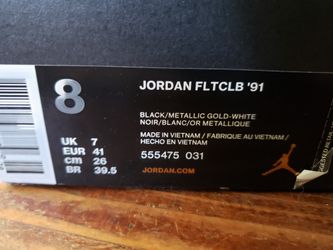 8
JORDAN FLTCLB '91
BLACK/METALLIC GOLD-WHITE
NOIR/BLANC/OR METALLIQUE
MADE IN VIETNAM / FABRIQUE AU VIETNAM /
HECHO EN VIETNAM
UK 7
EUR 41
cm 26
BR 39.5
555475 031
JORDAN.COM